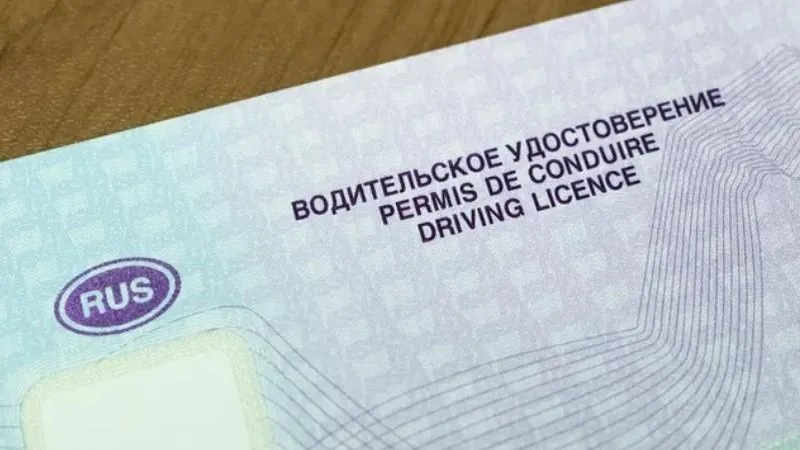 ВОДИТЕЛЬСКОЕ УДОСТОВЕРЕНИЕ
PERMIS DE CONDUIRE
DRIVING LICENCE
RUS